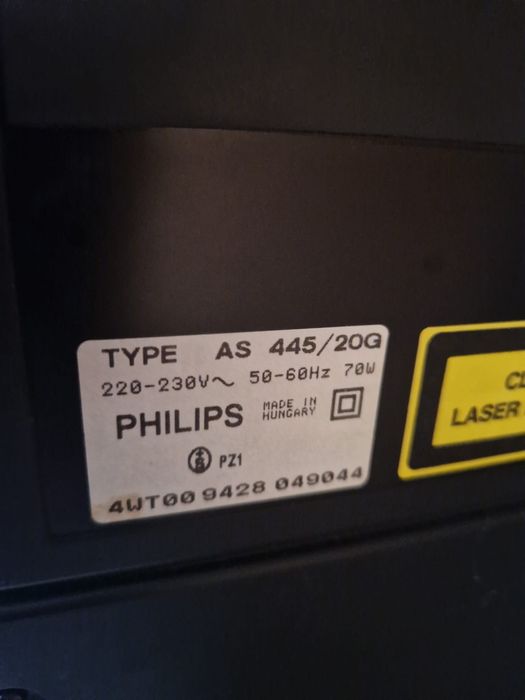 TYPE AS 445/20G
220-230V~ 50-60Hz 70W
PHILIPS MADE IN HUNGARY
PZ1
4WT00 9428 049044
LASER